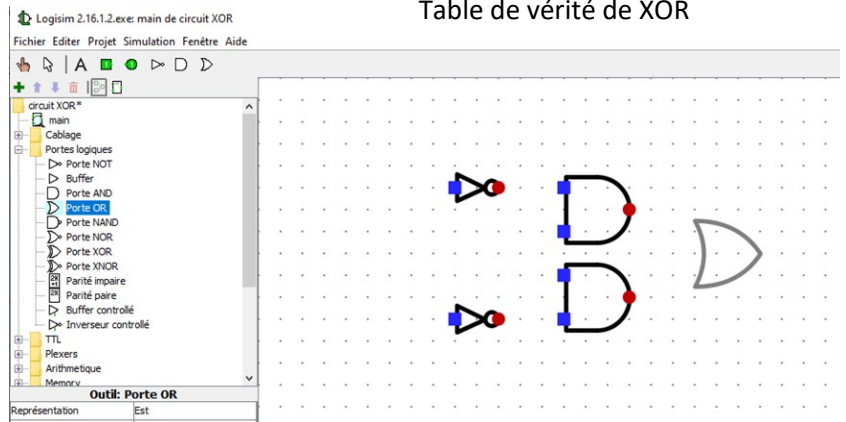 Table de vérité de XOR
Logisim 2.16.1.2.exe: main de circuit XOR
Fichier Editer Projet Simulation Fenêtre Aide
A
circuit XOR*
main
Cablage
Portes logiques
Porte NOT
Buffer
Porte AND
Porte OR
Porte NAND
Porte NOR
Porte XOR
Porte XNOR
Parité impaire
Parité paire
Buffer controllé
Inverseur controllé
TTL
Plexers
Arithmetique
Memory
Outil: Porte OR
Représentation Est